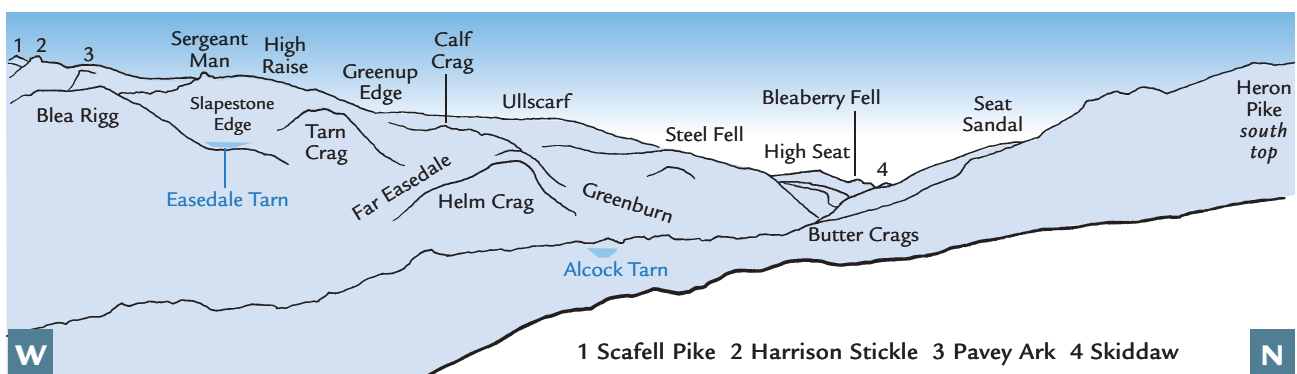 1 2 3
Sergeant
Man
High
Raise
Calf
Crag
Greenup
Edge
Ullscarf
Bleaberry Fell
Seat
Sandal
Heron
Pike
south
top
Blea Rigg
Slapestone
Edge
Tarn
Crag
Steel Fell
High Seat
4
Easedale Tarn
Far Easedale
Helm Crag
Greenburn
Butter Crags
Alcock Tarn
W
1 Scafell Pike 2 Harrison Stickle 3 Pavey Ark 4 Skiddaw
N